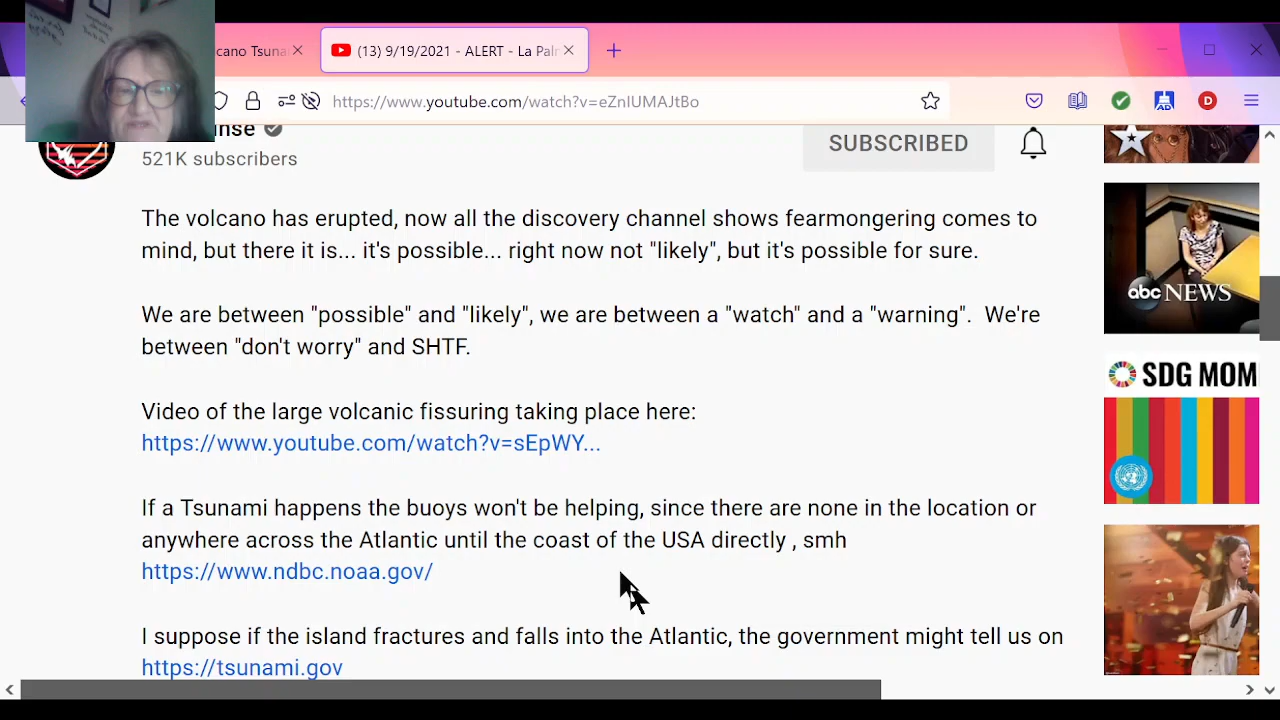 cano Tsuna
(13) 9/19/2021 - ALERT - La Paln
https://www.youtube.com/watch?v=eZnIUMAJtBo
AD
D
521K subscribers
SUBSCRIBED
The volcano has erupted, now all the discovery channel shows fearmongering comes to
mind, but there it is... it's possible... right now not "likely", but it's possible for sure.
We are between "possible" and "likely", we are between a "watch" and a "warning".  We're
between "don't worry" and SHTF.
Video of the large volcanic fissuring taking place here:
https://www.youtube.com/watch?v=sEpWY...
If a Tsunami happens the buoys won't be helping, since there are none in the location or
anywhere across the Atlantic until the coast of the USA directly , smh
https://www.ndbc.noaa.gov/
I suppose if the island fractures and falls into the Atlantic, the government might tell us on
https://tsunami.gov
abc NEWS
SDG MOM